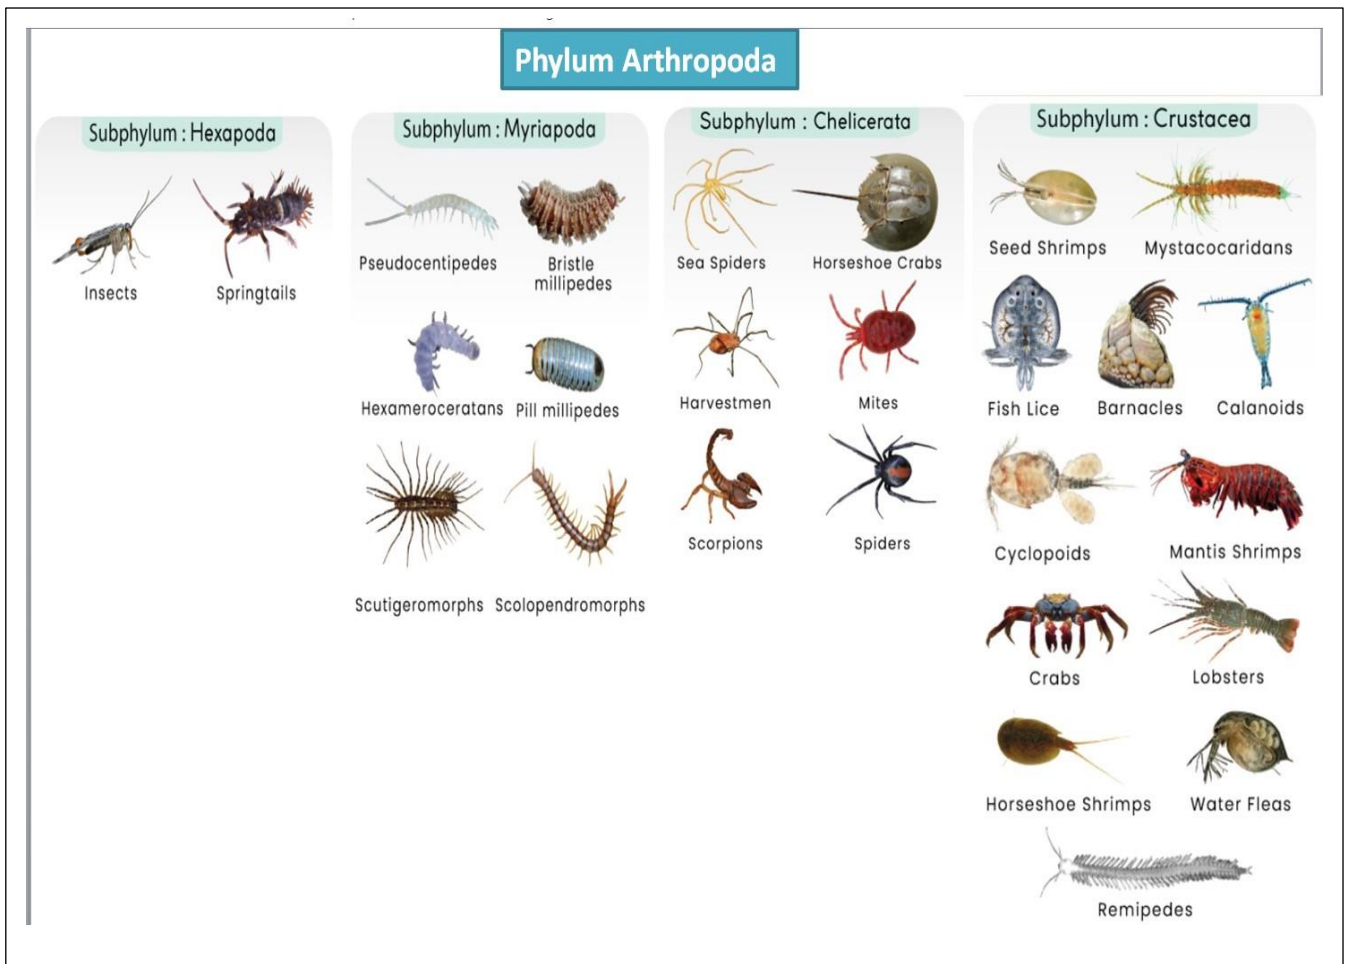 Phylum Arthropoda
Subphylum : Hexapoda
Insects
Springtails
Subphylum : Myriapoda
Pseudocentipedes
Bristle
millipedes
Hexameroceratans
Pill millipedes
Scutigeromorphs
Scolopendromorphs
Subphylum : Chelicerata
Sea Spiders
Horseshoe Crabs
Harvestmen
Mites
Scorpions
Spiders
Subphylum : Crustacea
Seed Shrimps
Mystacocaridans
Fish Lice
Barnacles
Calanoids
Cyclopoids
Mantis Shrimps
Crabs
Lobsters
Horseshoe Shrimps
Water Fleas
Remipedes